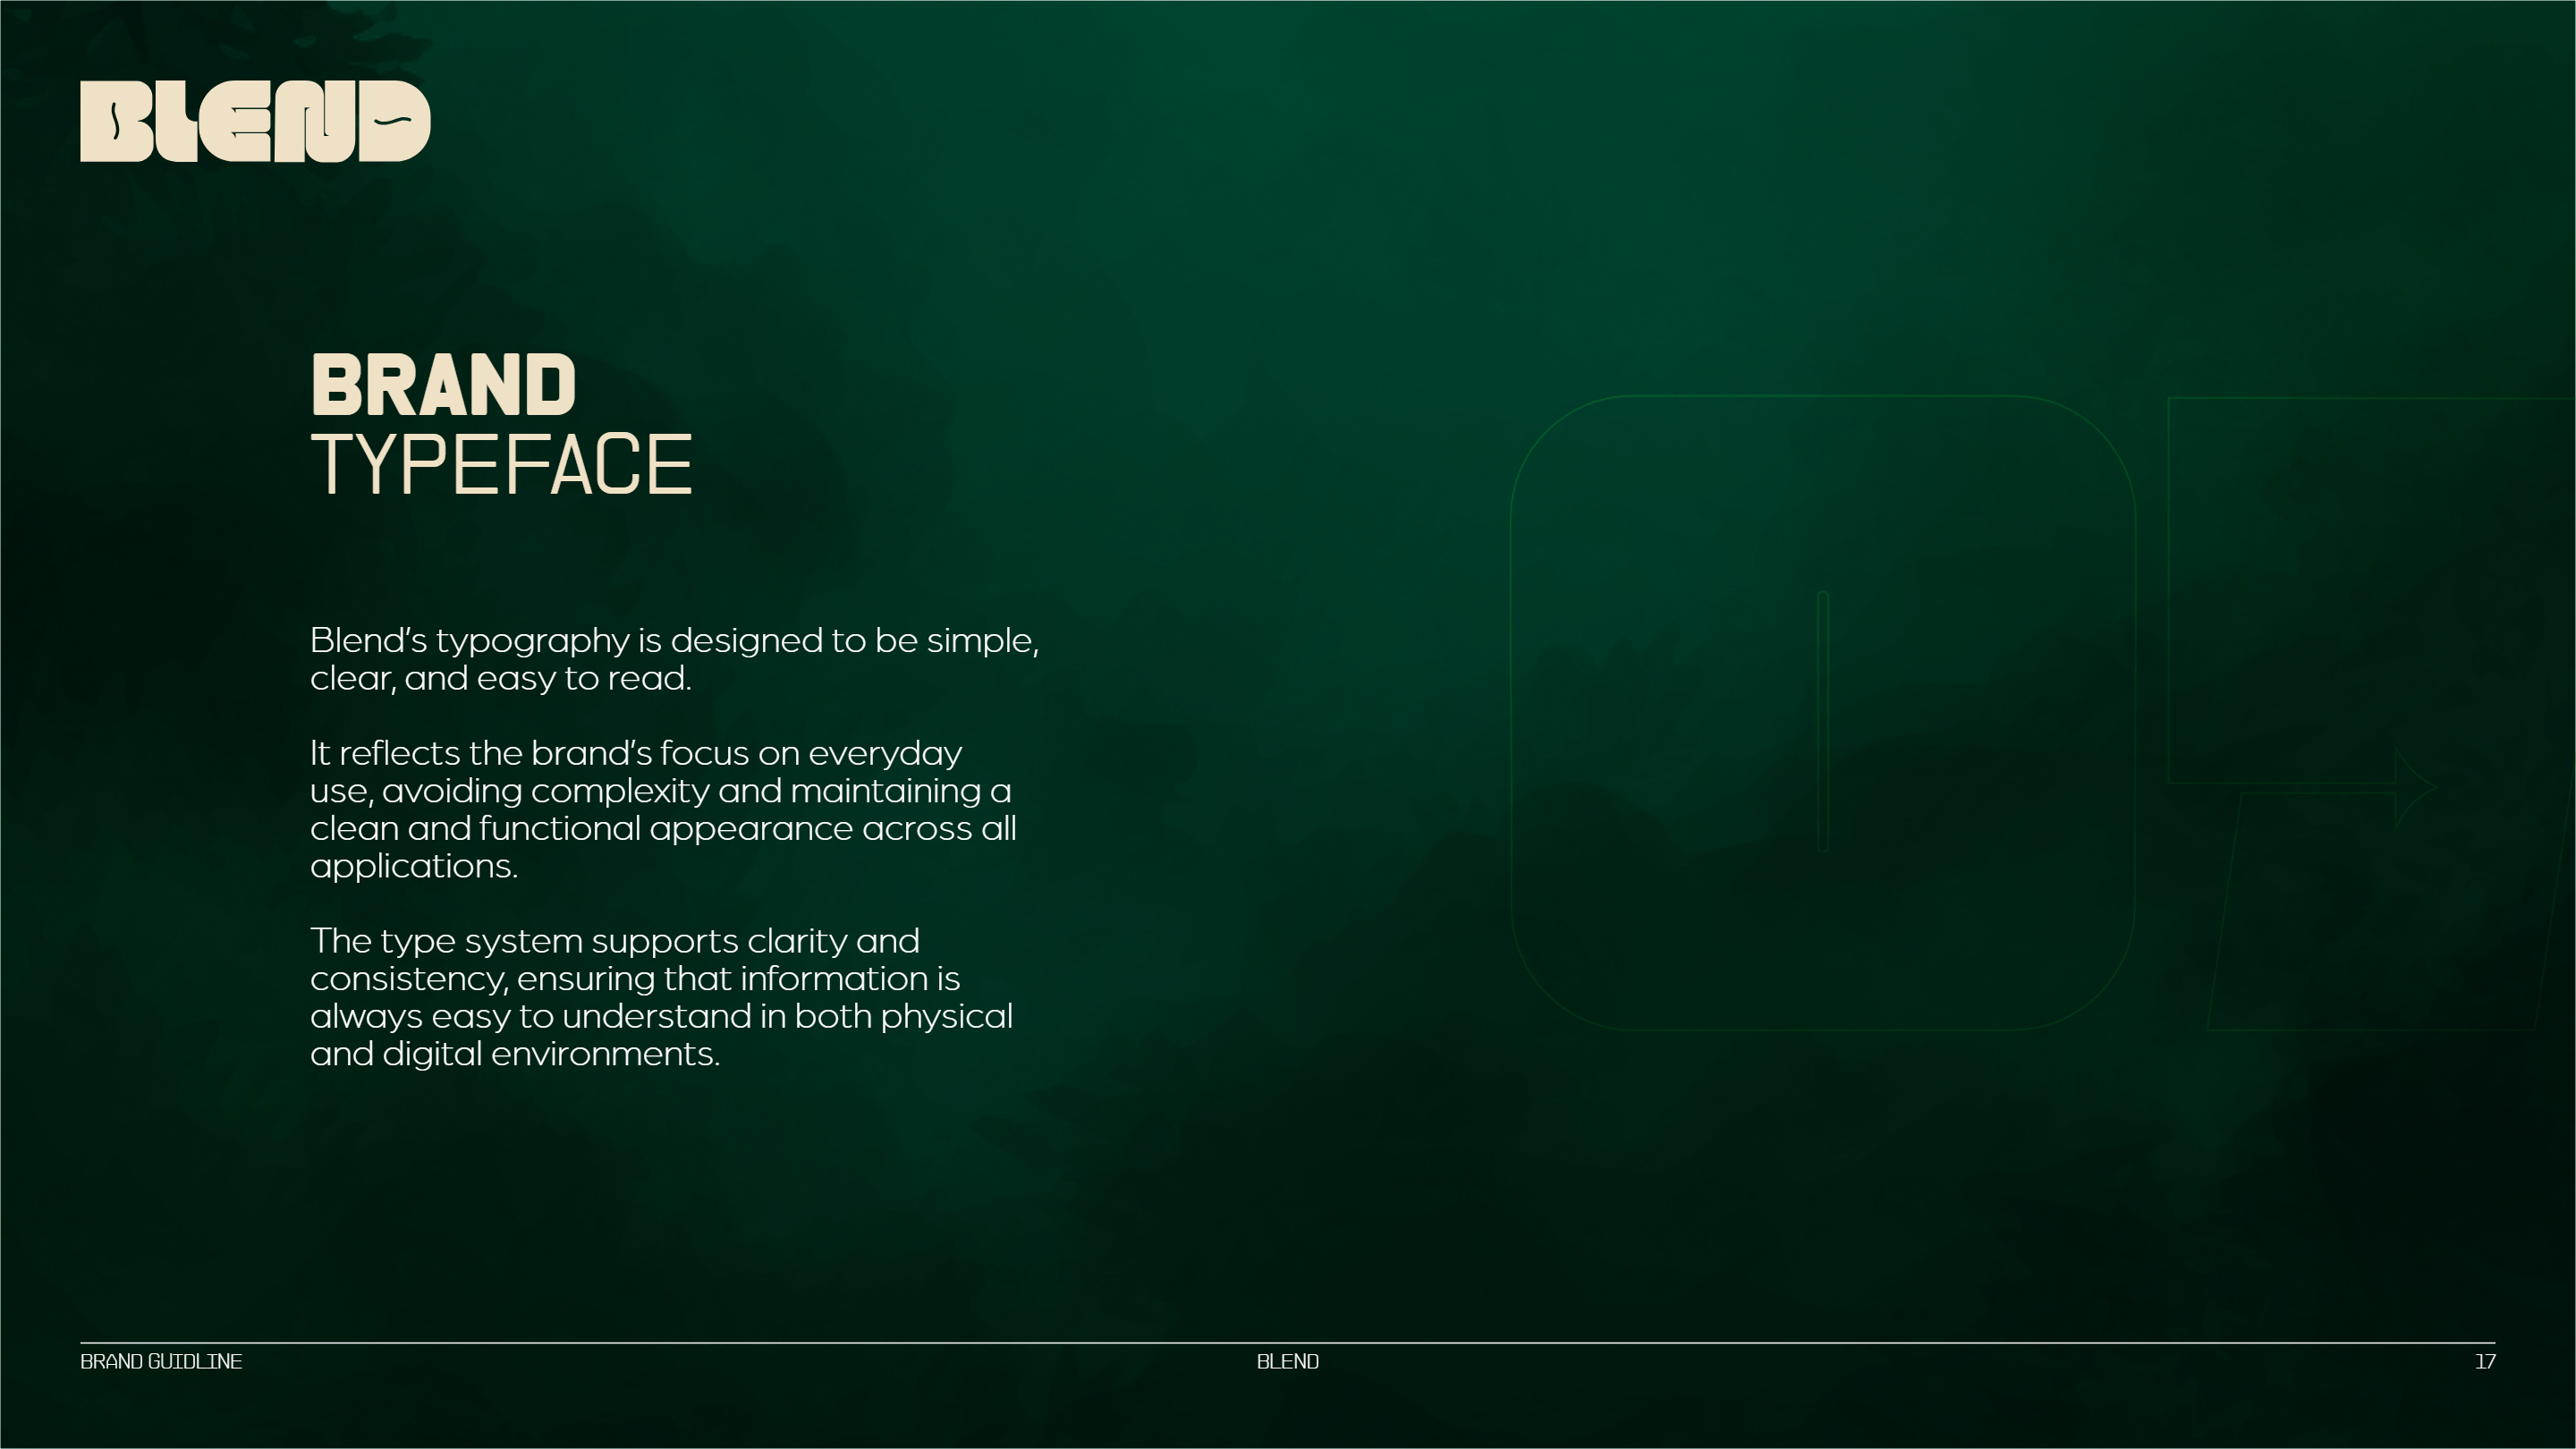 BLEND
BRAND
TYPEFACE
Blend’s typography is designed to be simple,
clear, and easy to read.
It reflects the brand’s focus on everyday
use, avoiding complexity and maintaining a
clean and functional appearance across all
applications.
The type system supports clarity and
consistency, ensuring that information is
always easy to understand in both physical
and digital environments.
BRAND GUIDLINE
BLEND
17